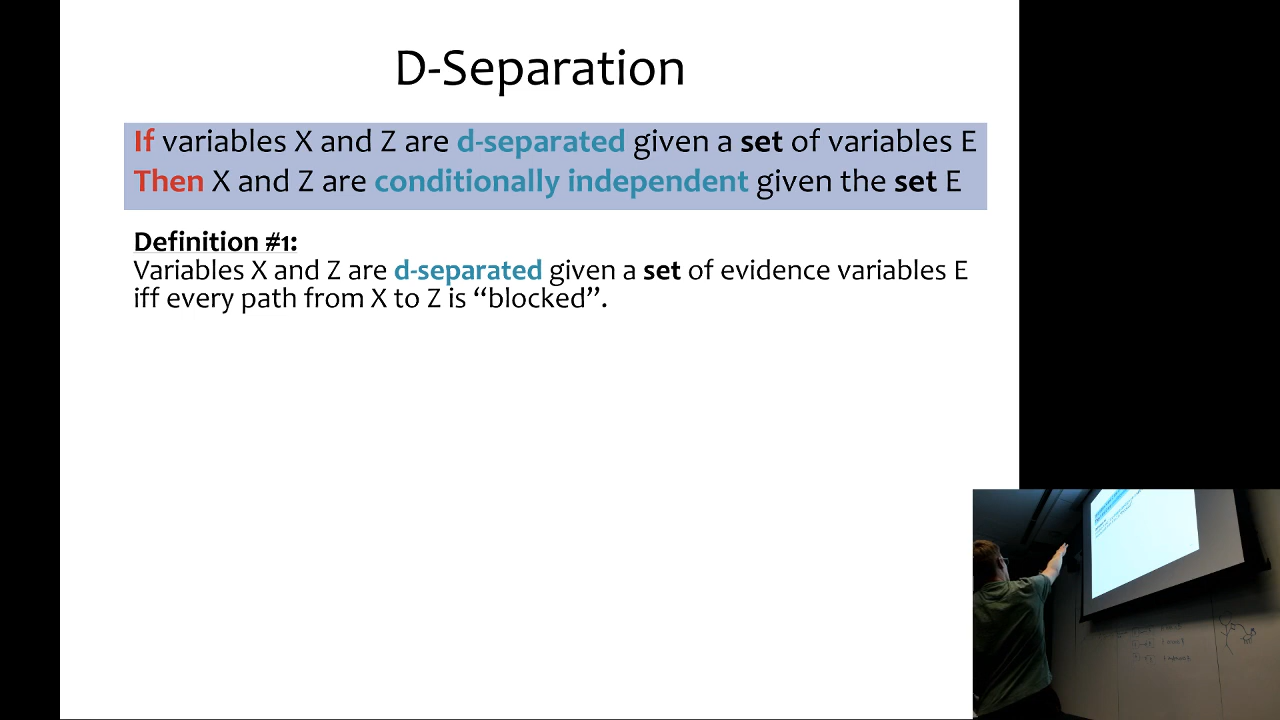 D-Separation
If variables X and Z are d-separated given a set of variables E
Then X and Z are conditionally independent given the set E
Definition #1:
Variables X and Z are d-separated given a set of evidence variables E
iff every path from X to Z is “blocked”.